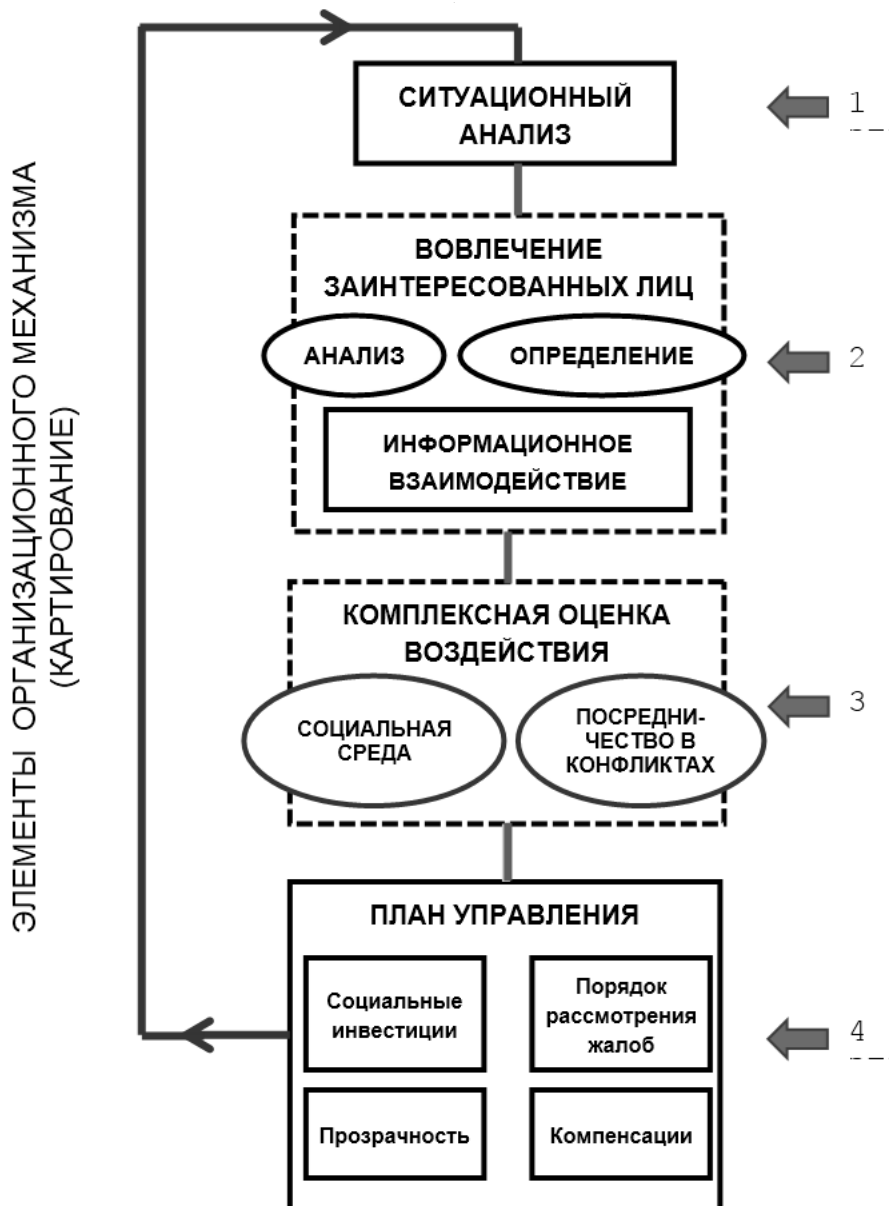 ЭЛЕМЕНТЫ ОРГАНИЗАЦИОННОГО МЕХАНИЗМА
(КАРТИРОВАНИЕ)
СИТУАЦИОННЫЙ
АНАЛИЗ
1
ВОВЛЕЧЕНИЕ
ЗАИНТЕРЕСОВАННЫХ ЛИЦ
АНАЛИЗ
ОПРЕДЕЛЕНИЕ
2
ИНФОРМАЦИОННОЕ
ВЗАИМОДЕЙСТВИЕ
КОМПЛЕКСНАЯ ОЦЕНКА
ВОЗДЕЙСТВИЯ
СОЦИАЛЬНАЯ
СРЕДА
ПОСРЕДНИ-
ЧЕСТВО В
КОНФЛИКТАХ
3
ПЛАН УПРАВЛЕНИЯ
Социальные
инвестиции
Порядок
рассмотрения
жалоб
4
Прозрачность
Компенсации